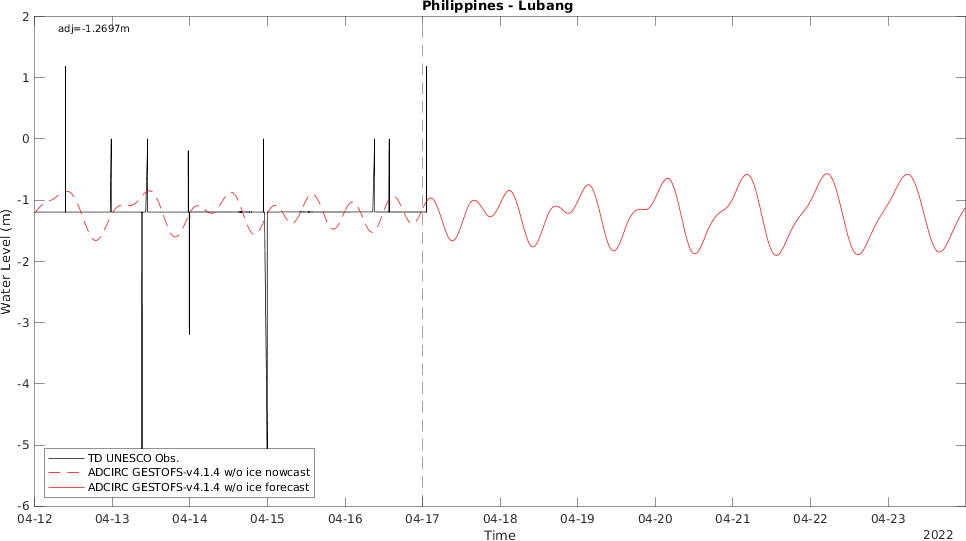 Philippines - Lubang
adj=-1.2697m
2
1
0
-1
-2
-3
-4
-5
-6
Water Level (m)
TD UNESCO Obs.
ADCIRC GESTOFS-v4.1.4 w/o ice nowcast
ADCIRC GESTOFS-v4.1.4 w/o ice forecast
04-12 04-13 04-14 04-15 04-16 04-17 04-18 04-19 04-20 04-21 04-22 04-23
Time
2022